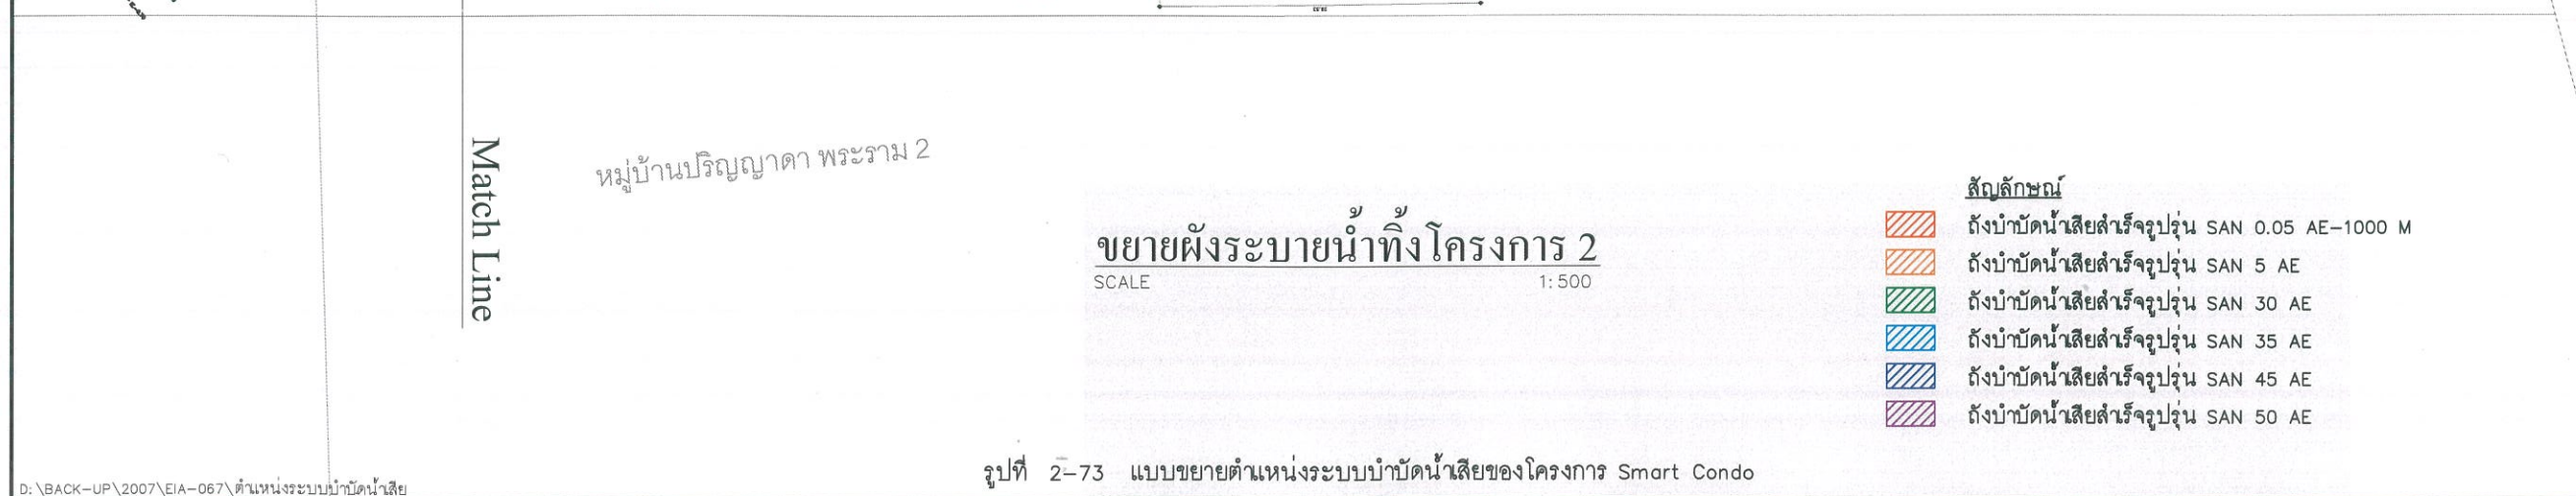 Match Line
หมู่บ้านปริญญาดา พระราม 2
ขยายผังระบายน้ำทิ้งโครงการ 2
SCALE 1:500
สัญลักษณ์
ถังบำบัดน้ำเสียสำเร็จรูปรุ่น SAN 0.05 AE-1000 M
ถังบำบัดน้ำเสียสำเร็จรูปรุ่น SAN 5 AE
ถังบำบัดน้ำเสียสำเร็จรูปรุ่น SAN 30 AE
ถังบำบัดน้ำเสียสำเร็จรูปรุ่น SAN 35 AE
ถังบำบัดน้ำเสียสำเร็จรูปรุ่น SAN 45 AE
ถังบำบัดน้ำเสียสำเร็จรูปรุ่น SAN 50 AE
รูปที่ 2-73 แบบขยายตำแหน่งระบบบำบัดน้ำเสียของโครงการ Smart Condo
D:\BACK-UP\2007\EIA-067\ตำแหน่งระบบบำบัดน้ำเสีย